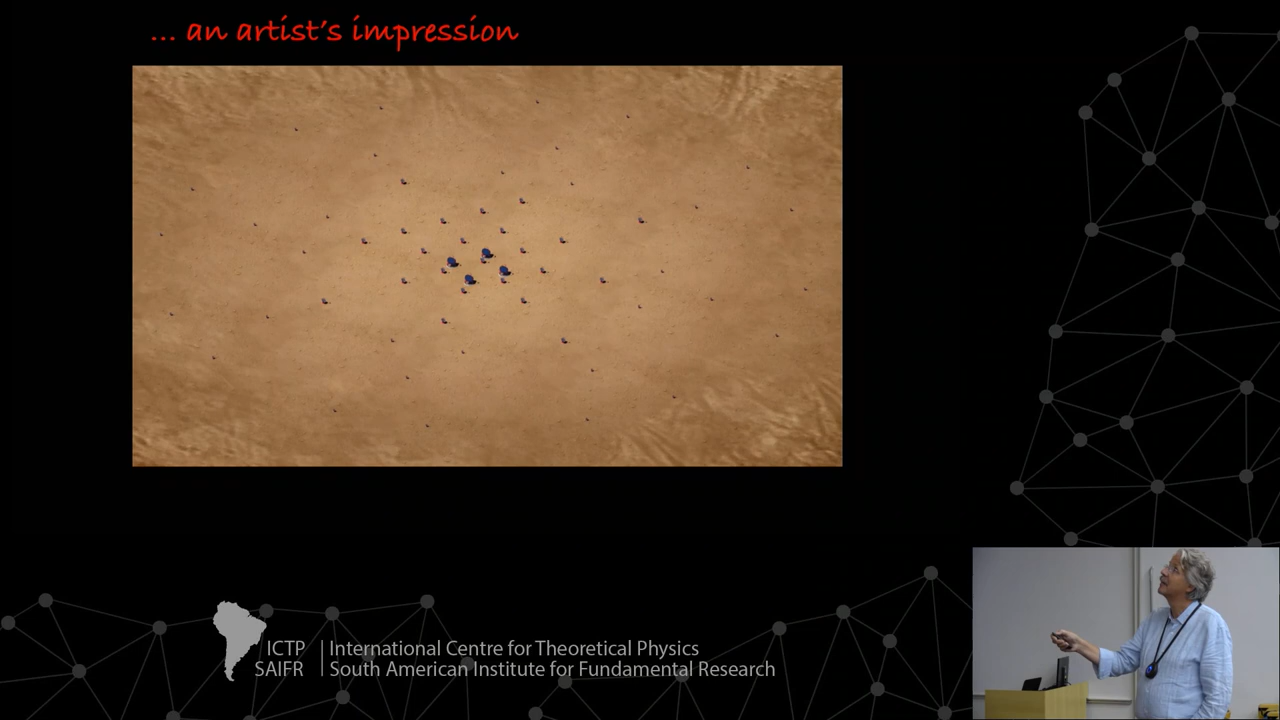 ... an artist's impression
ICTP
SAIFR
International Centre for Theoretical Physics
South American Institute for Fundamental Research